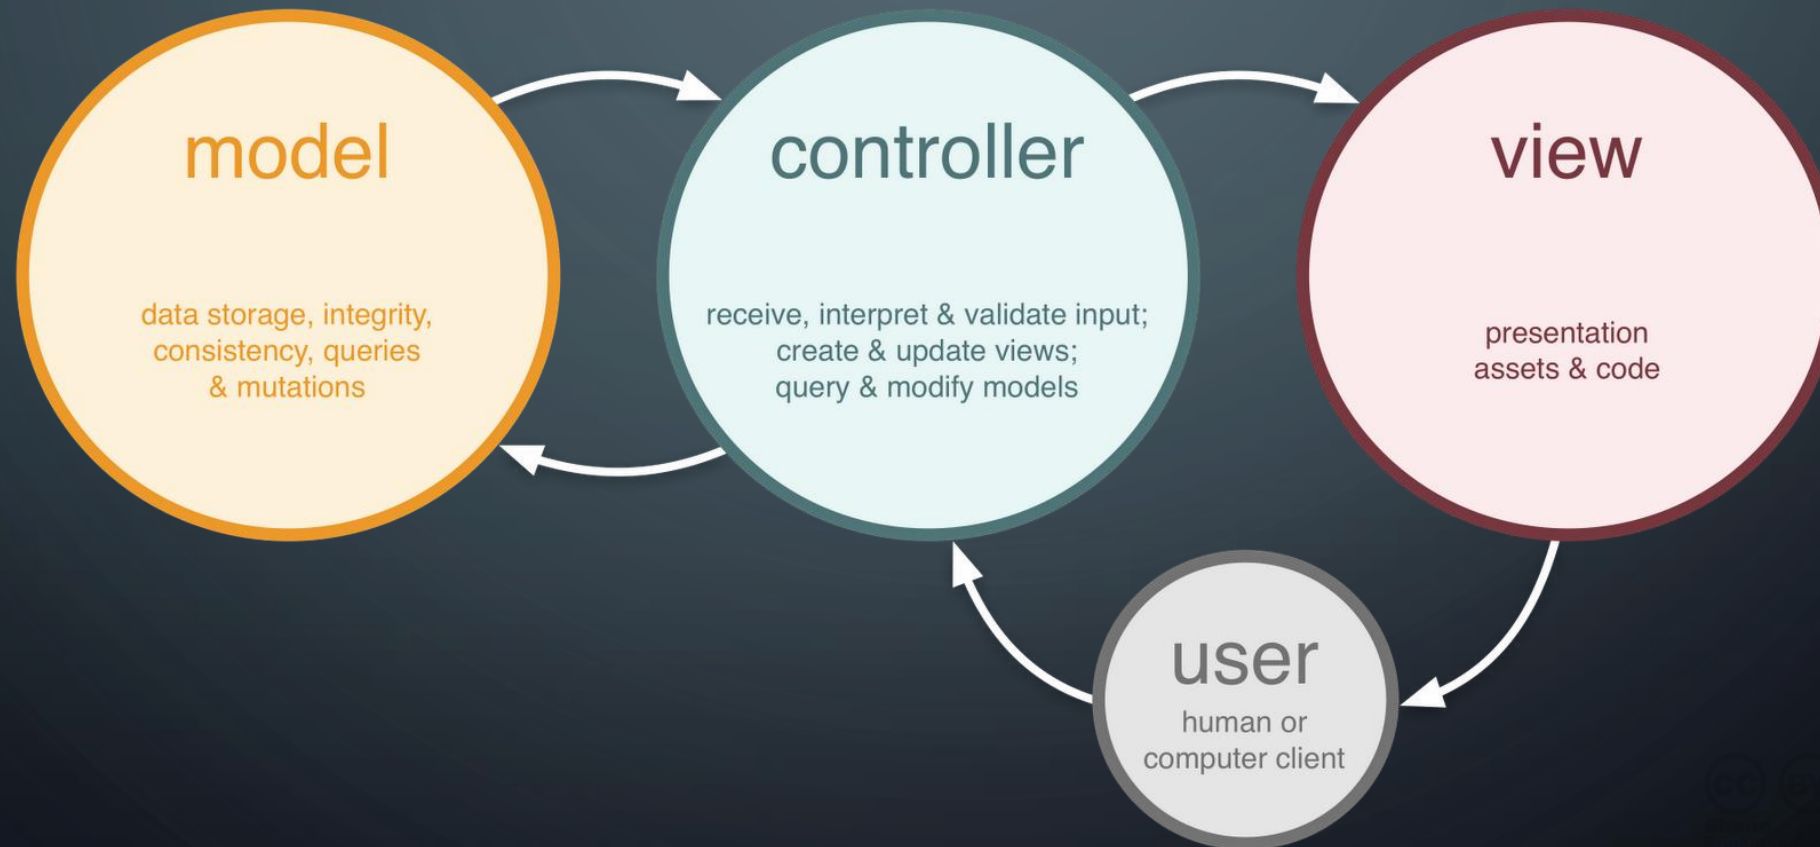 model
data storage, integrity,
consistency, queries
& mutations
controller
receive, interpret & validate input;
create & update views;
query & modify models
view
presentation
assets & code
user
human or
computer client
cc